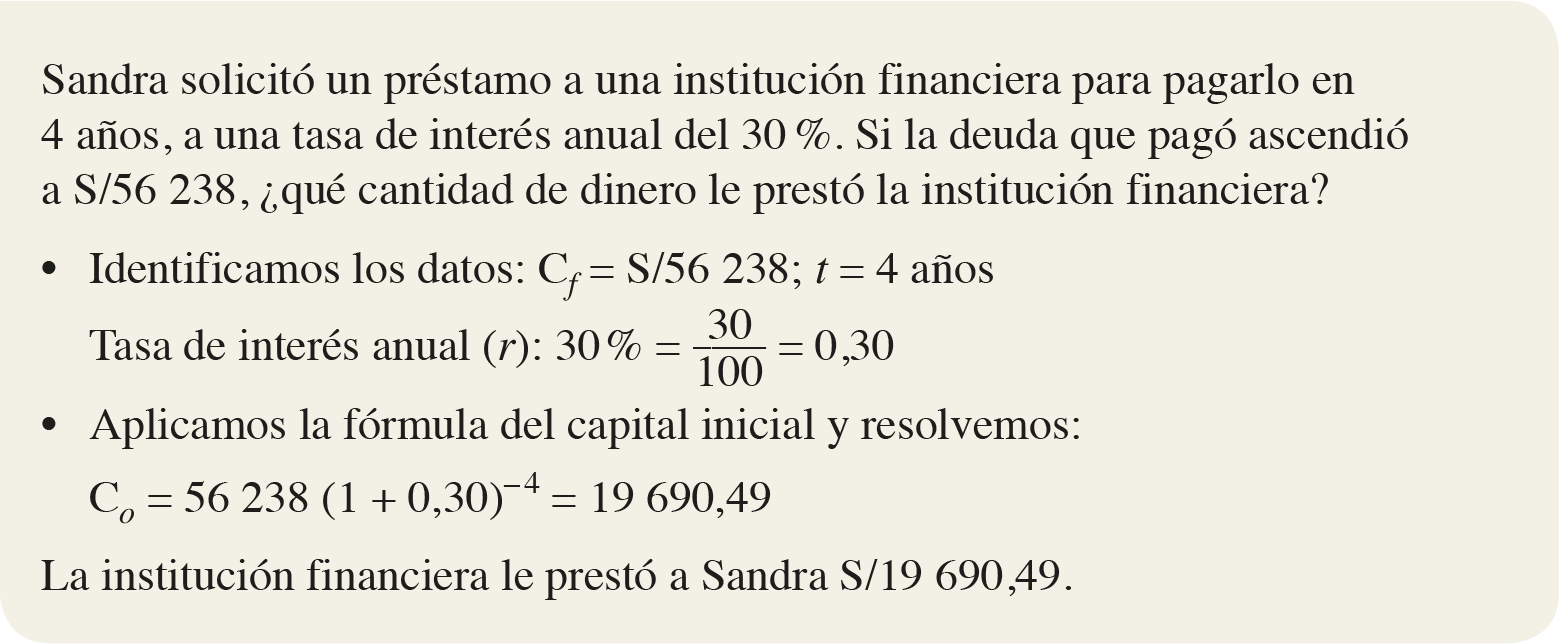 Sandra solicitó un préstamo a una institución financiera para pagarlo en
4 años, a una tasa de interés anual del 30 %. Si la deuda que pagó ascendió
a S/56 238, ¿qué cantidad de dinero le prestó la institución financiera?
• Identificamos los datos: C_f = S/56 238; t = 4 años
Tasa de interés anual (r): 30 % = 30/100 = 0,30
• Aplicamos la fórmula del capital inicial y resolvemos:
C_o = 56 238 (1 + 0,30)^−4 = 19 690,49
La institución financiera le prestó a Sandra S/19 690,49.